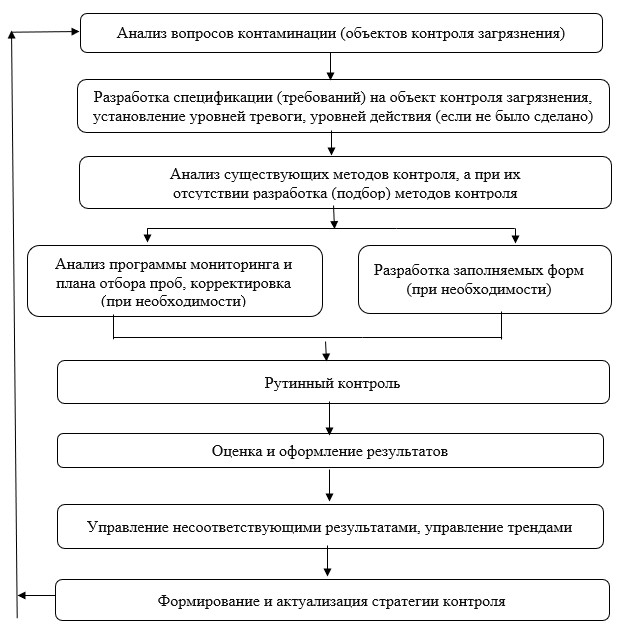 Анализ вопросов контаминации (объектов контроля загрязнения)
Разработка спецификации (требований) на объект контроля загрязнения,
установление уровней тревоги, уровней действия (если не было сделано)
Анализ существующих методов контроля, а при их
отсутствии разработка (подбор) методов контроля
Анализ программы мониторинга и
плана отбора проб, корректировка
(при необходимости)
Разработка заполняемых форм
(при необходимости)
Рутинный контроль
Оценка и оформление результатов
Управление несоответствующими результатами, управление трендами
Формирование и актуализация стратегии контроля